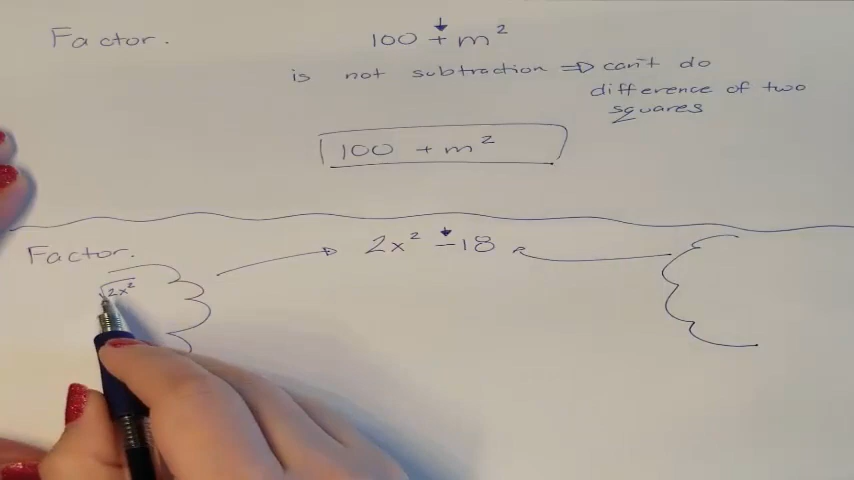 Factor. 100 + m²
is not subtraction ⇒ can't do
difference of two
squares
100 + m²
Factor. 2x² - 18
√2x²